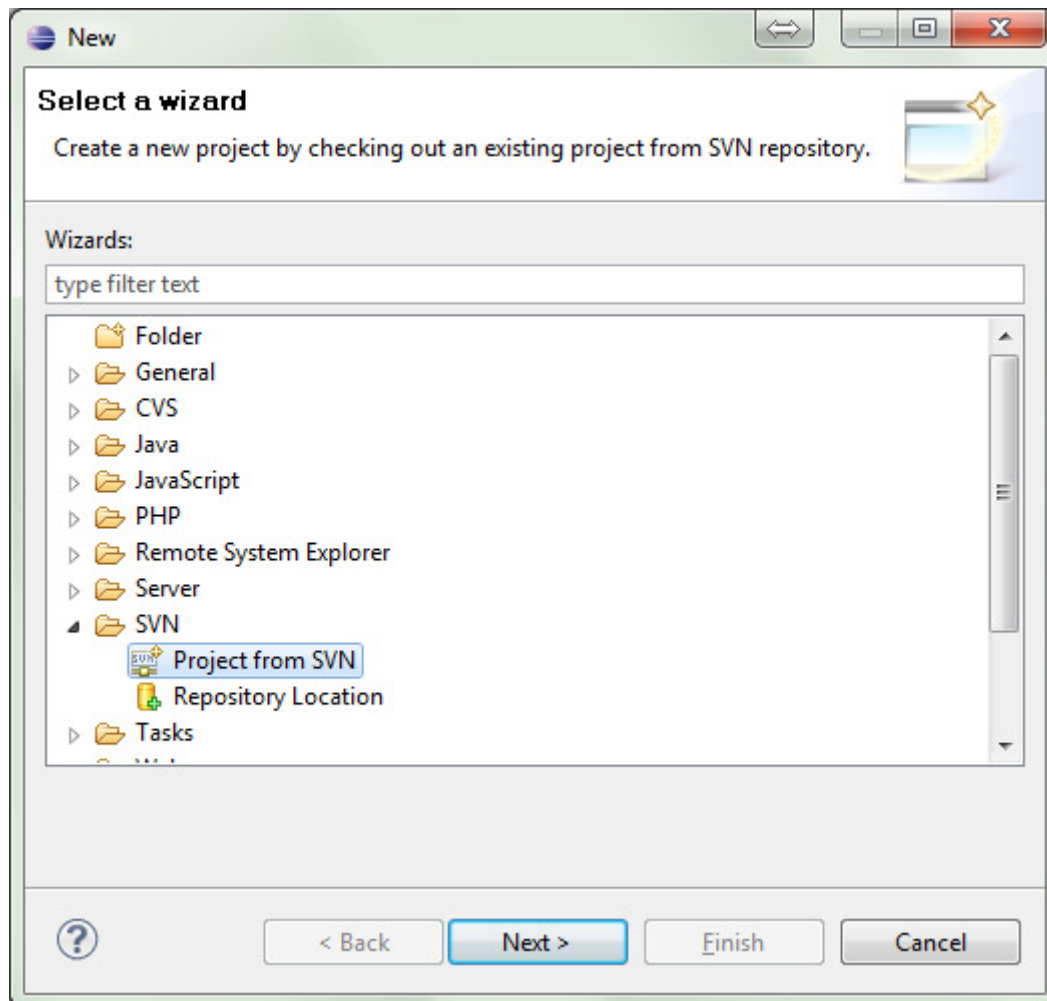 New
Select a wizard
Create a new project by checking out an existing project from SVN repository.
Wizards:
type filter text
Folder
General
CVS
Java
JavaScript
PHP
Remote System Explorer
Server
SVN
Project from SVN
Repository Location
Tasks
< Back Next > Finish Cancel